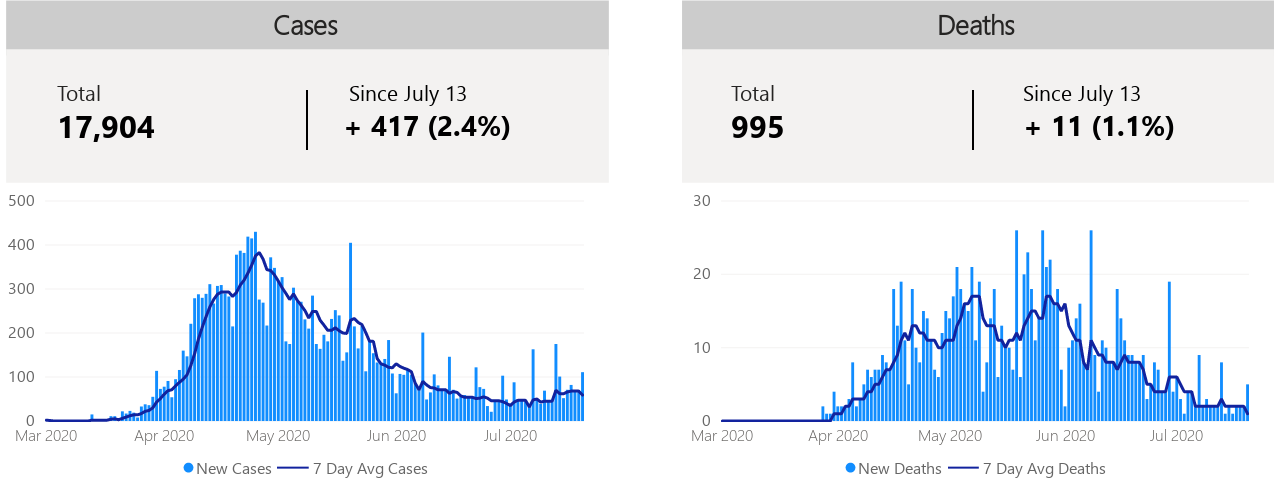 Cases
Total
Since July 13
17,904
+ 417 (2.4%)
500
400
300
200
100
0
Mar 2020 Apr 2020 May 2020 Jun 2020 Jul 2020
New Cases 7 Day Avg Cases
Deaths
Total
Since July 13
995
+ 11 (1.1%)
30
20
10
0
Mar 2020 Apr 2020 May 2020 Jun 2020 Jul 2020
New Deaths 7 Day Avg Deaths